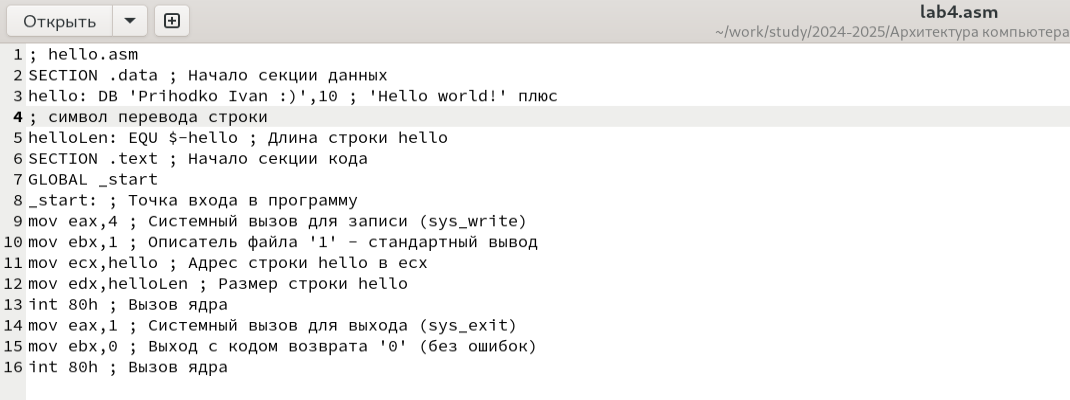 Открыть
lab4.asm
~/work/study/2024-2025/Архитектура компьютера
1 ; hello.asm
2 SECTION .data ; Начало секции данных
3 hello: DB 'Prihodko Ivan :)',10 ; 'Hello world!' плюс
4 ; символ перевода строки
5 helloLen: EQU $-hello ; Длина строки hello
6 SECTION .text ; Начало секции кода
7 GLOBAL _start
8 _start: ; Точка входа в программу
9 mov eax,4 ; Системный вызов для записи (sys_write)
10 mov ebx,1 ; Описатель файла '1' - стандартный вывод
11 mov ecx,hello ; Адрес строки hello в ecx
12 mov edx,helloLen ; Размер строки hello
13 int 80h ; Вызов ядра
14 mov eax,1 ; Системный вызов для выхода (sys_exit)
15 mov ebx,0 ; Выход с кодом возврата '0' (без ошибок)
16 int 80h ; Вызов ядра